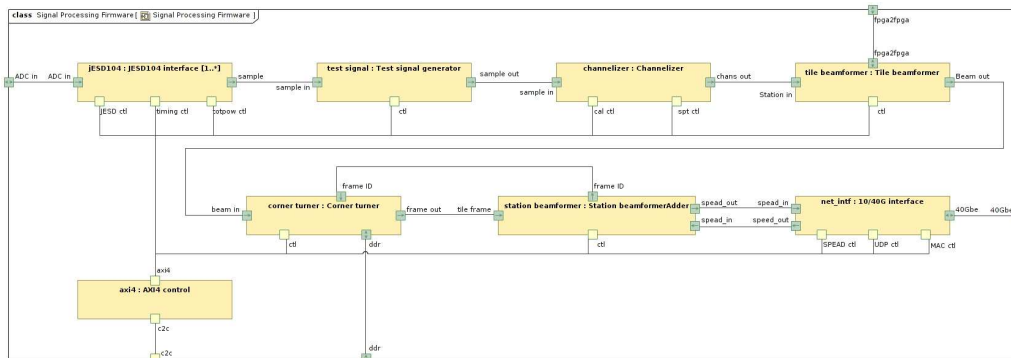 class Signal Processing Firmware[ Signal Processing Firmware ]
fpga2fpga
fpga2fpga
ADC in
ADC in
jESD104 : JESD104 interface [1..*]
sample
sample in
test signal : Test signal generator
sample out
sample in
channelizer : Channelizer
chans out
Station in
tile beamformer : Tile beamformer
Beam out
JESD ctl
timing ctl
totpow ctl
ctl
cal ctl
spt ctl
ctl
frame ID
frame ID
beam in
corner turner : Corner turner
frame out
tile frame
station beamformer : Station beamformerAdder
spead_out
spead_in
spead_in
speed_out
net_intf : 10/40G interface
40Gbe
40Gbe
ctl
ddr
ctl
SPEAD ctl
UDP ctl
MAC ctl
axi4
axi4 : AXI4 control
c2c
c2c
ddr